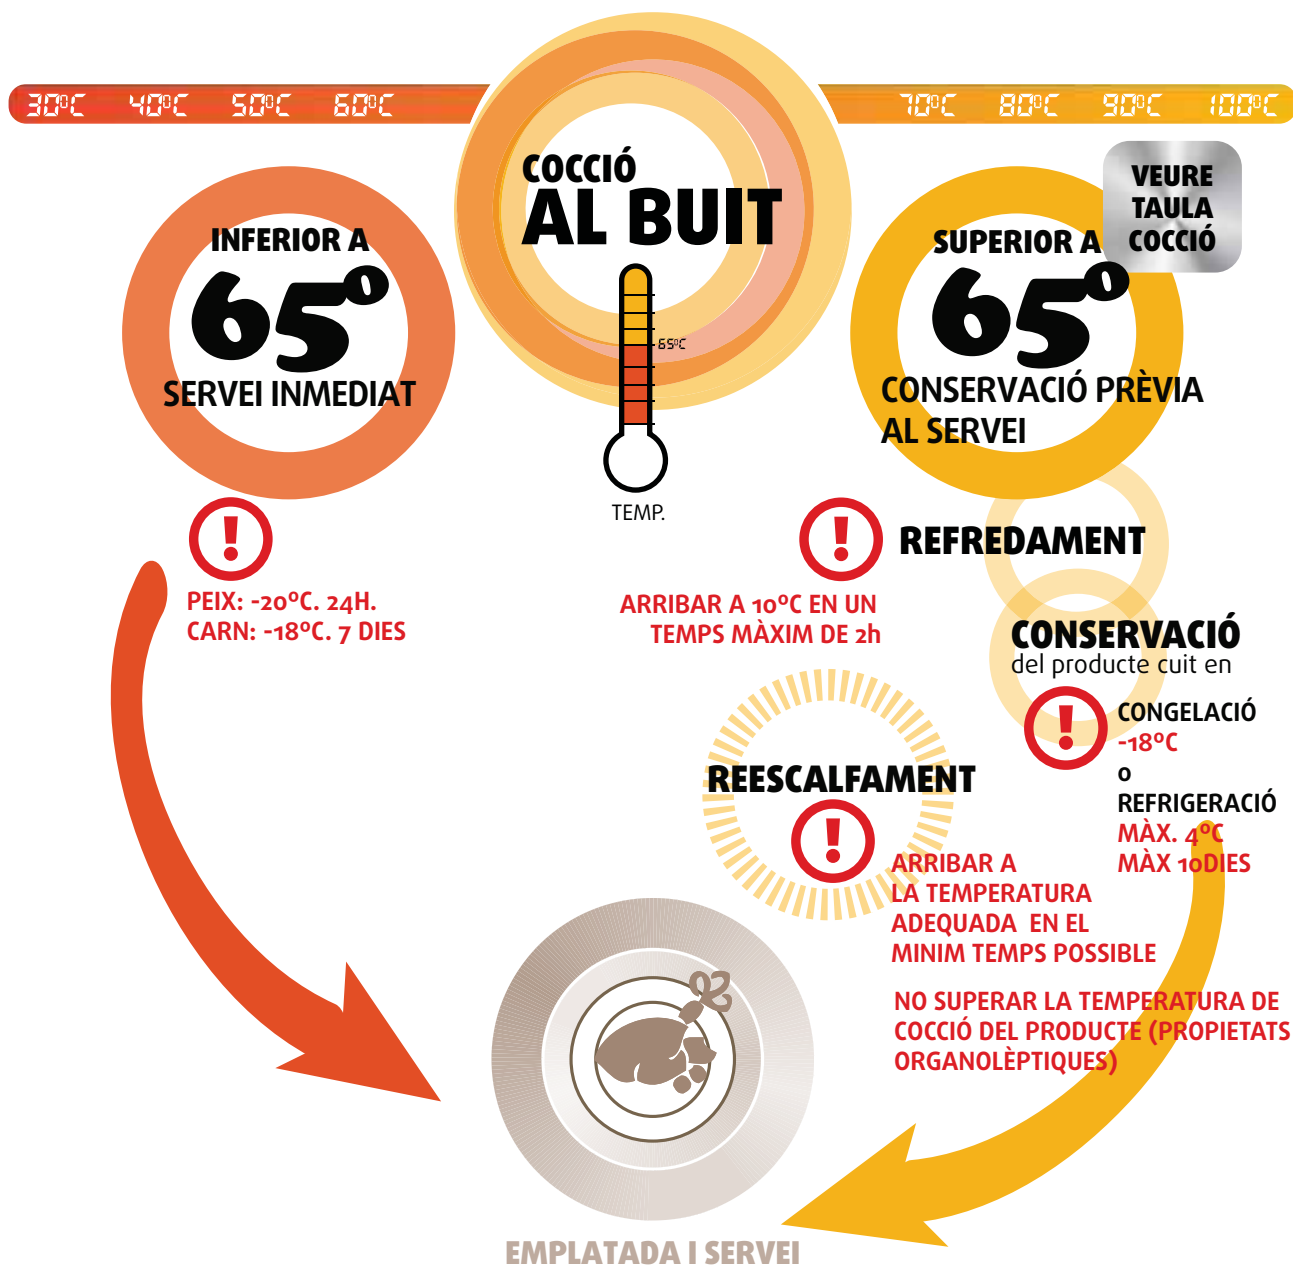 30ºC 40ºC 50ºC 60ºC
70ºC 80ºC 90ºC 100ºC
COCCIÓ
AL BUIT
65ºC
TEMP.
INFERIOR A
65º
SERVEI INMEDIAT
PEIX: -20ºC. 24H.
CARN: -18ºC. 7 DIES
VEURE
TAULA
COCCIÓ
SUPERIOR A
65º
CONSERVACIÓ PRÈVIA
AL SERVEI
REFREDAMENT
ARRIBAR A 10ºC EN UN
TEMPS MÀXIM DE 2h
CONSERVACIÓ
del producte cuit en
CONGELACIÓ
-18ºC
o
REFRIGERACIÓ
MÀX. 4ºC
MÀX 10DIES
REESCALFAMENT
ARRIBAR A
LA TEMPERATURA
ADEQUADA EN EL
MINIM TEMPS POSSIBLE
NO SUPERAR LA TEMPERATURA DE
COCCIÓ DEL PRODUCTE (PROPIETATS
ORGANOLÈPTIQUES)
EMPLATADA I SERVEI